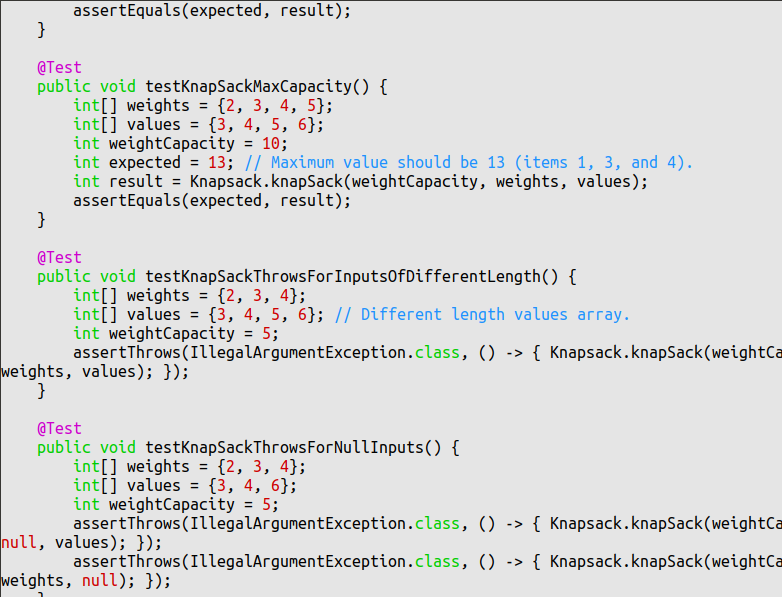 assertEquals(expected, result);
}
@Test
public void testKnapSackMaxCapacity() {
int[] weights = {2, 3, 4, 5};
int[] values = {3, 4, 5, 6};
int weightCapacity = 10;
int expected = 13; // Maximum value should be 13 (items 1, 3, and 4).
int result = Knapsack.knapSack(weightCapacity, weights, values);
assertEquals(expected, result);
}
@Test
public void testKnapSackThrowsForInputsOfDifferentLength() {
int[] weights = {2, 3, 4};
int[] values = {3, 4, 5, 6}; // Different length values array.
int weightCapacity = 5;
assertThrows(IllegalArgumentException.class, () -> { Knapsack.knapSack(weightCa
weights, values); });
}
@Test
public void testKnapSackThrowsForNullInputs() {
int[] weights = {2, 3, 4};
int[] values = {3, 4, 6};
int weightCapacity = 5;
assertThrows(IllegalArgumentException.class, () -> { Knapsack.knapSack(weightCa
null, values); });
assertThrows(IllegalArgumentException.class, () -> { Knapsack.knapSack(weightCa
weights, null); });